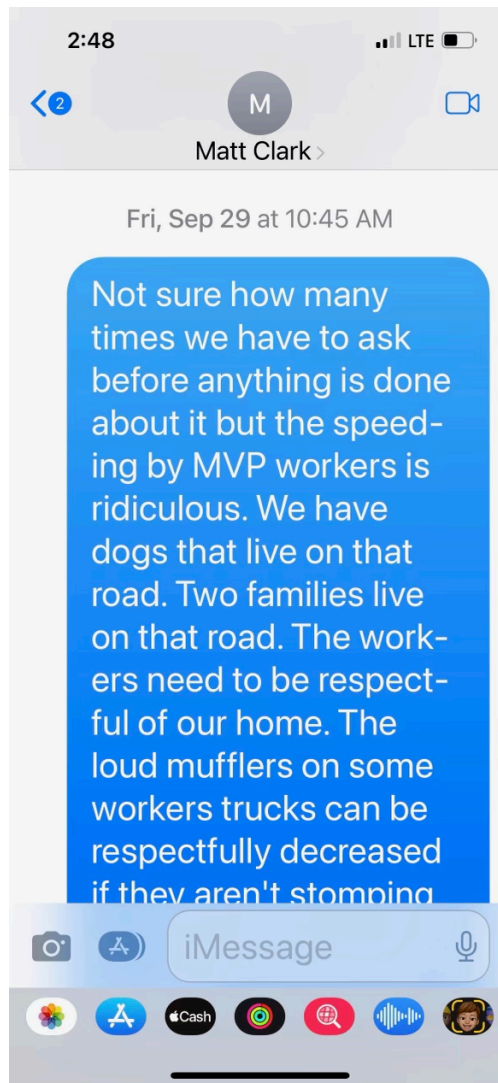 2:48
LTE
2
M
Matt Clark
Fri, Sep 29 at 10:45 AM
Not sure how many
times we have to ask
before anything is done
about it but the speed-
ing by MVP workers is
ridiculous. We have
dogs that live on that
road. Two families live
on that road. The work-
ers need to be respect-
ful of our home. The
loud mufflers on some
workers trucks can be
respectfully decreased
if they aren't stomping
iMessage
Cash